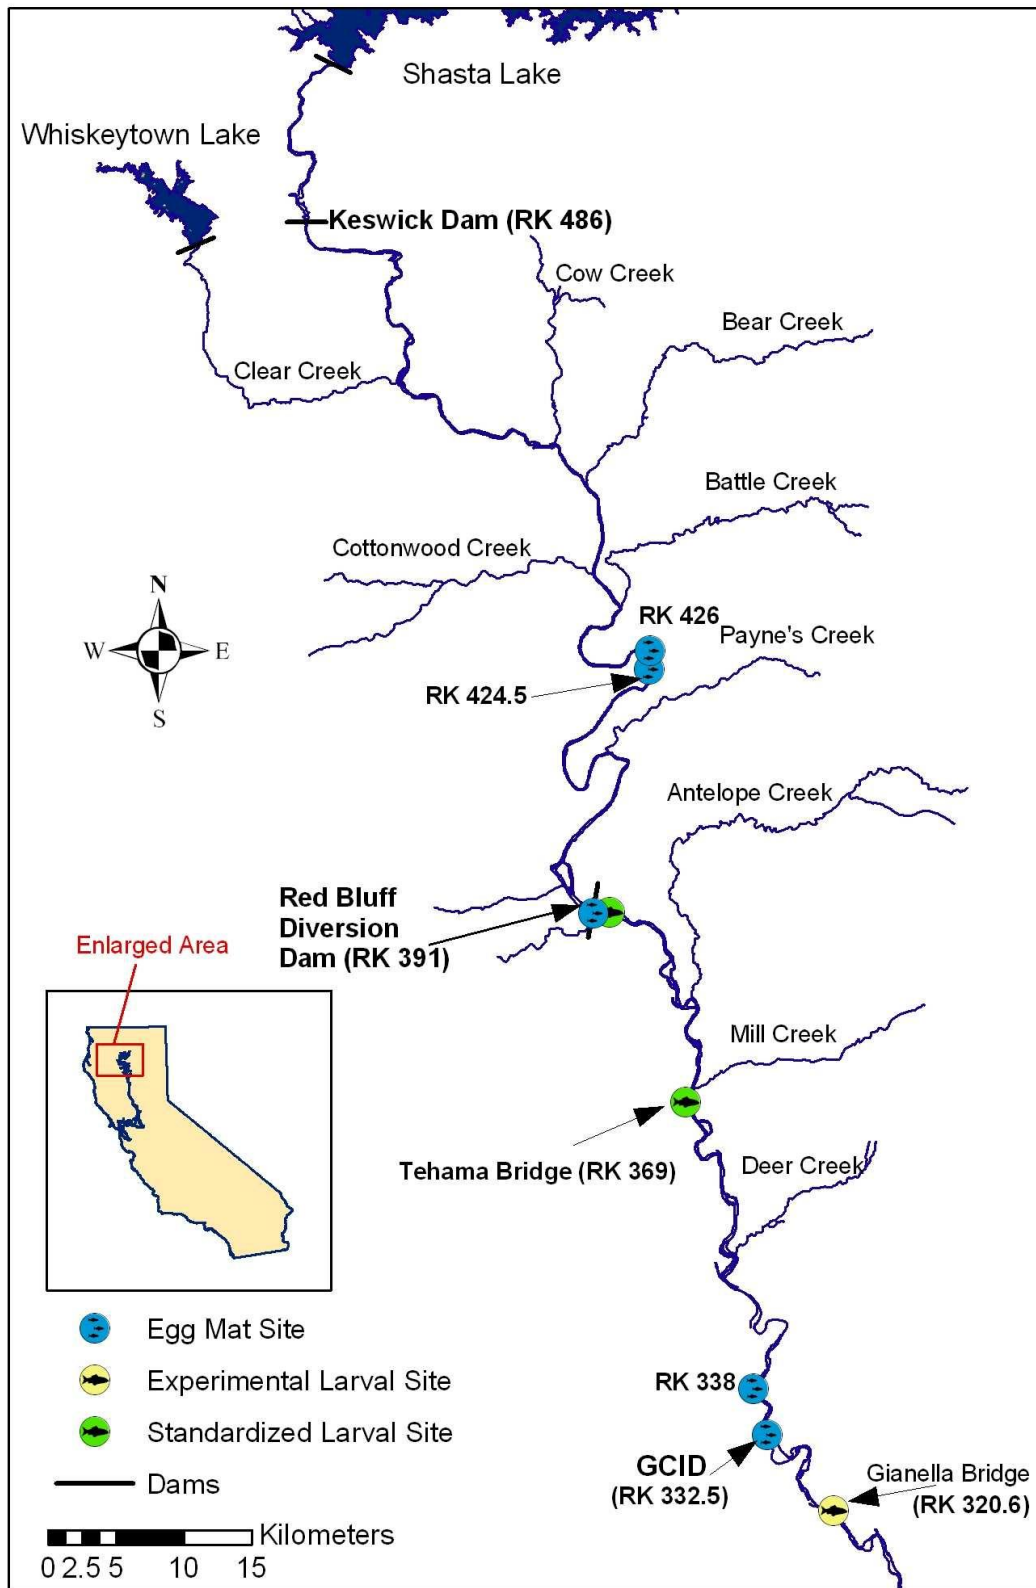 Shasta Lake
Whiskeytown Lake
Keswick Dam (RK 486)
Cow Creek
Bear Creek
Clear Creek
Battle Creek
Cottonwood Creek
N
W
E
S
RK 426
Payne's Creek
RK 424.5
Antelope Creek
Red Bluff
Diversion
Dam (RK 391)
Enlarged Area
Mill Creek
Tehama Bridge (RK 369)
Deer Creek
Egg Mat Site
Experimental Larval Site
Standardized Larval Site
Dams
Kilometers
0 2.5 5 10 15
RK 338
GCID
(RK 332.5)
Gianella Bridge
(RK 320.6)